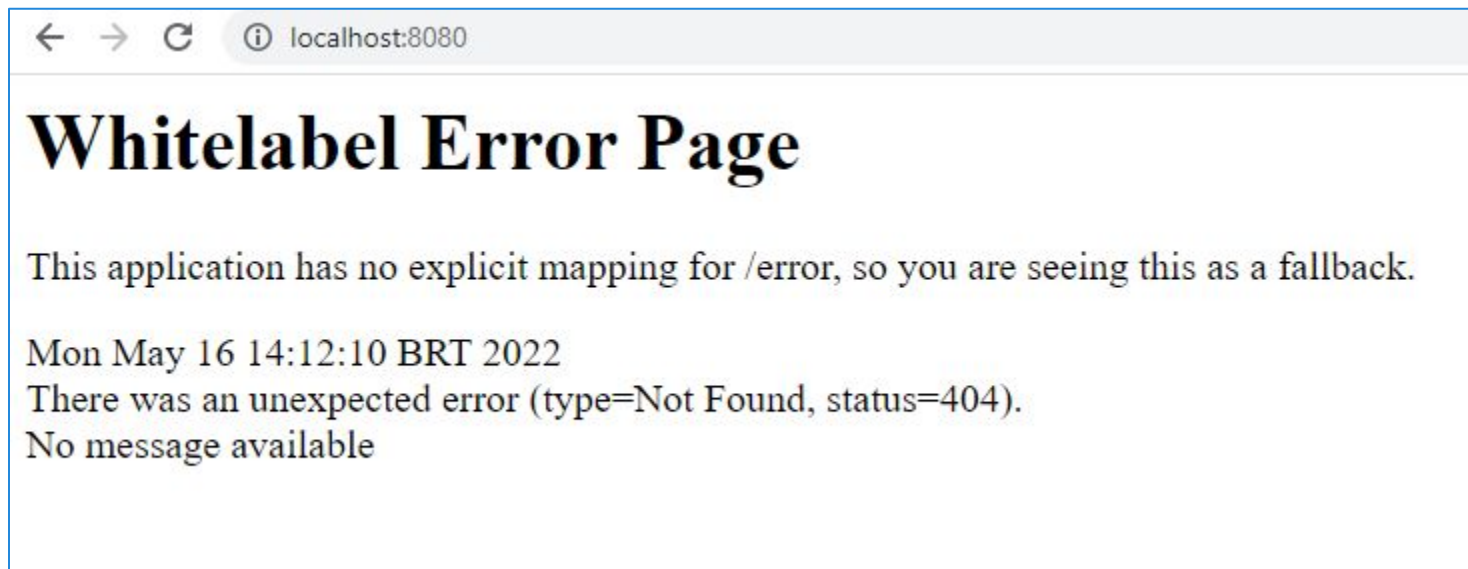 localhost:8080
Whitelabel Error Page
This application has no explicit mapping for /error, so you are seeing this as a fallback.
Mon May 16 14:12:10 BRT 2022
There was an unexpected error (type=Not Found, status=404).
No message available